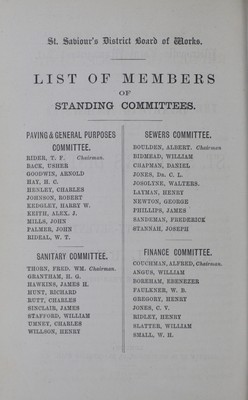 St. Saviour's District Board of Works.
LIST OF MEMBERS
OF
STANDING COMMITTEES.
PAVING & GENERAL PURPOSES
COMMITTEE.
RIDER, T. F. Chairman.
BACK, USHER
GOODWIN, ARNOLD
HAY, H. C.
HENLEY, CHARLES
JOHNSON, ROBERT
KEDGLEY, HARRY W.
KEITH, ALEX. J.
MILLS, JOHN
PALMER, JOHN
RIDEAL, W. T.
SANITARY COMMITTEE.
THORN, FRED. WM. Chairman.
GRANTHAM, H. G.
HAWKINS, JAMES H.
HUNT, RICHARD
RUTT, CHARLES
SINCLAIR, JAMES
STAFFORD, WILLIAM
UMNEY, CHARLES
WILLSON, HENRY
SEWERS COMMITTEE.
BOULDEN, ALBERT. Chairman
BIDMEAD, WILLIAM
CHAPMAN, DANIEL
JONES, DR. C. L.
JOSOLYNE, WALTERS.
LAYMAN, HENRY
NEWTON, GEORGE
PHILLIPS, JAMES
SANDEMAN, FREDERICK
STANNAH, JOSEPH
FINANCE COMMITTEE.
COUCHMAN, ALFRED, Chairman.
ANGUS, WILLIAM
BOREHAM, EBENEZER
FAULKNER, W. B.
GREGORY, HENRY
JONES, C. V.
RIDLEY, HENRY
SLATTER, WILLIAM
SMALL, W. H.